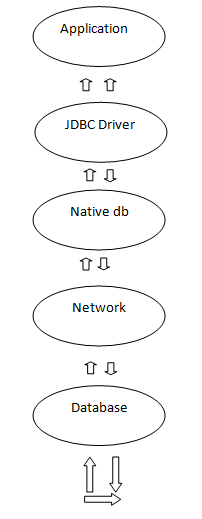 Application
JDBC Driver
Native db
Network
Database